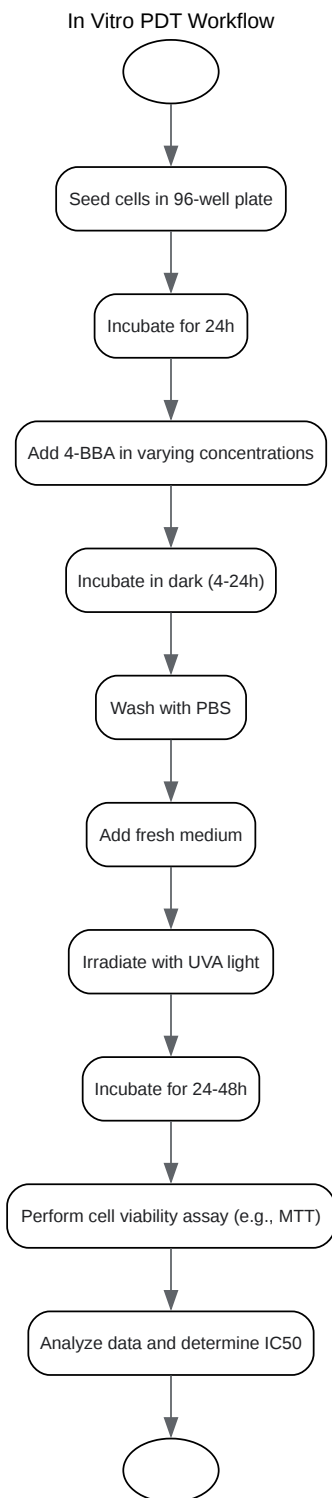 In Vitro PDT Workflow
Seed cells in 96-well plate
Incubate for 24h
Add 4-BBA in varying concentrations
Incubate in dark (4-24h)
Wash with PBS
Add fresh medium
Irradiate with UVA light
Incubate for 24-48h
Perform cell viability assay (e.g., MTT)
Analyze data and determine IC50